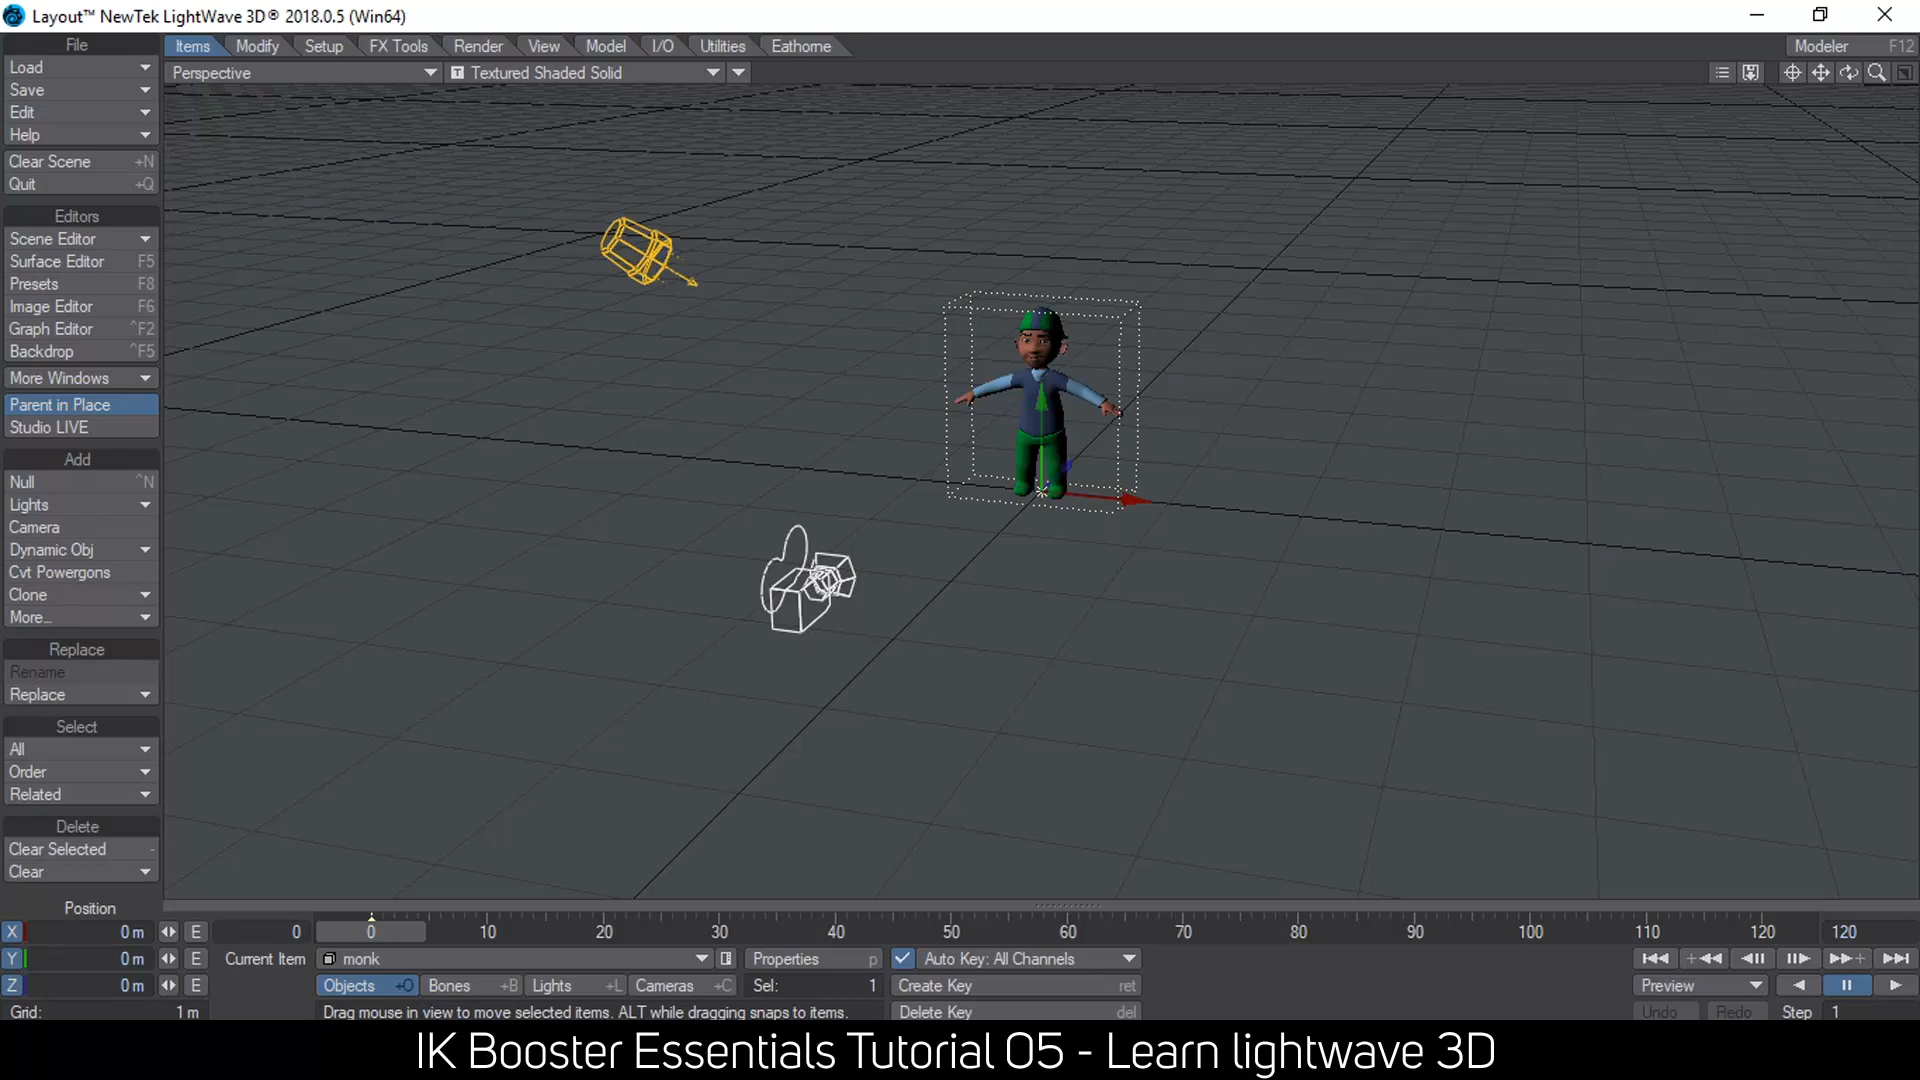 Layout™ NewTek LightWave 3D® 2018.0.5 (Win64)
File
Items Modify Setup FX Tools Render View Model I/O Utilities Eathorne Modeler F12
Load
Perspective T Textured Shaded Solid
Save
Edit
Help
Clear Scene +N
Quit +Q
Editors
Scene Editor
Surface Editor F5
Presets F8
Image Editor F6
Graph Editor ^F2
Backdrop ^F5
More Windows
Parent in Place
Studio LIVE
Add
Null ^N
Lights
Camera
Dynamic Obj
Cvt Powergons
Clone
More...
Replace
Rename
Replace
Select
All
Order
Related
Delete
Clear Selected -
Clear
Position
X 0 m E 0 0 10 20 30 40 50 60 70 80 90 100 110 120 120
Y 0 m E Current Item monk Properties p Auto Key: All Channels
Z 0 m E Objects +O Bones +B Lights +L Cameras +C Sel: 1 Create Key ret Preview
Grid: 1 m Drag mouse in view to move selected items. ALT while dragging snaps to items. Delete Key del Undo Redo Step 1
IK Booster Essentials Tutorial 05 - Learn lightwave 3D